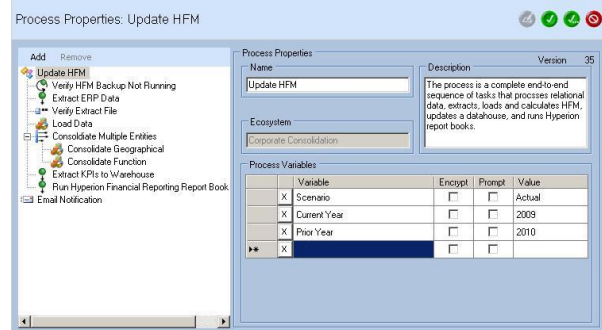 Process Properties: Update HFM
Add Remove
Update HFM
Verify HFM Backup Not Running
Extract ERP Data
Verify Extract File
Load Data
Consolidate Multiple Entities
Consolidate Geographical
Consolidate Function
Extract KPIs to Warehouse
Run Hyperion Financial Reporting Report Book
Email Notification
Process Properties
Version 35
Name
Update HFM
Description
The process is a complete end-to-end
sequence of tasks that procsses relational
data, extracts, loads and calculates HFM,
updates a datahouse, and runs Hyperion
report books.
Ecosystem
Corporate Consolidation
Process Variables
Variable Encrypt Prompt Value
X Scenario Actual
X Current Year 2009
X Prior Year 2010
X